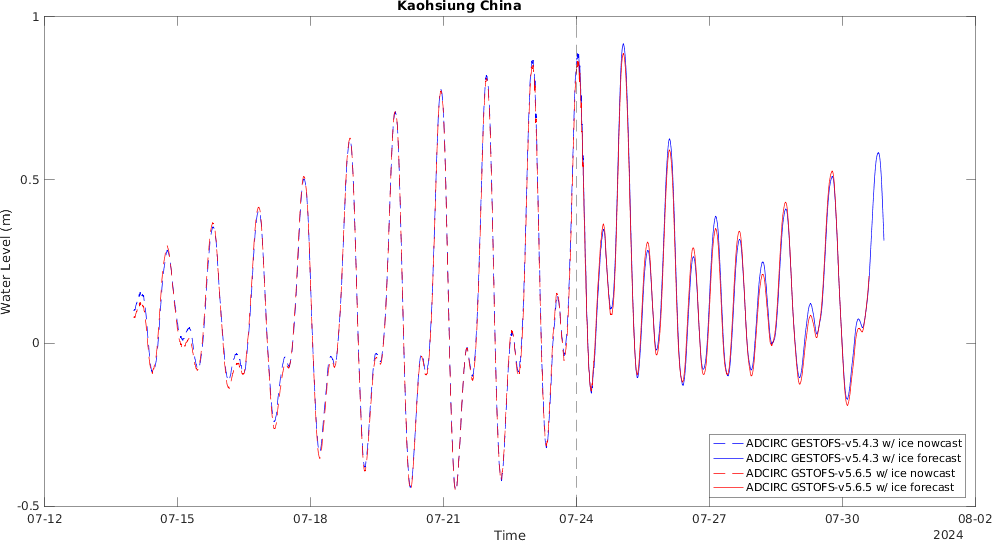 Kaohsiung China
1
0.5
0
-0.5
Water Level (m)
07-12
07-15
07-18
07-21
07-24
07-27
07-30
08-02
Time
2024
ADCIRC GESTOFS-v5.4.3 w/ ice nowcast
ADCIRC GESTOFS-v5.4.3 w/ ice forecast
ADCIRC GSTOFS-v5.6.5 w/ ice nowcast
ADCIRC GSTOFS-v5.6.5 w/ ice forecast